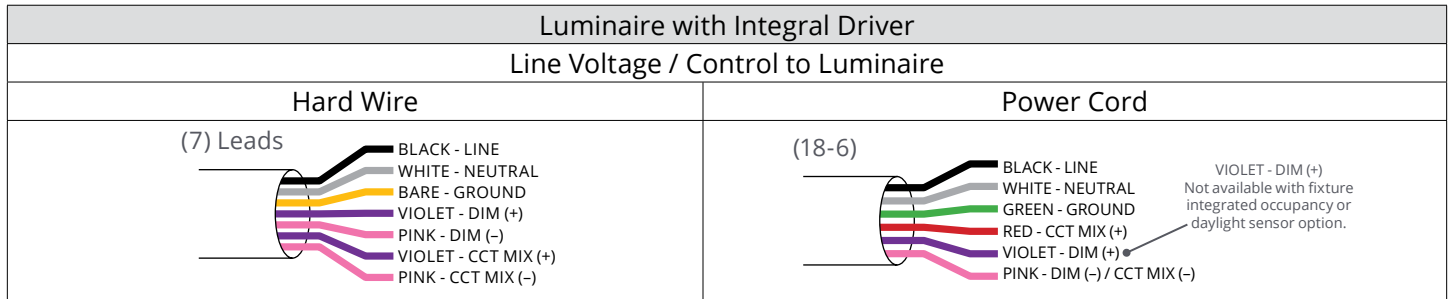 Luminaire with Integral Driver
Line Voltage / Control to Luminaire
Hard Wire
(7) Leads
BLACK - LINE
WHITE - NEUTRAL
BARE - GROUND
VIOLET - DIM (+)
PINK - DIM (–)
VIOLET - CCT MIX (+)
PINK - CCT MIX (–)
Power Cord
(18-6)
BLACK - LINE
WHITE - NEUTRAL
GREEN - GROUND
RED - CCT MIX (+)
VIOLET - DIM (+)
PINK - DIM (–) / CCT MIX (–)
VIOLET - DIM (+)
Not available with fixture
integrated occupancy or
daylight sensor option.